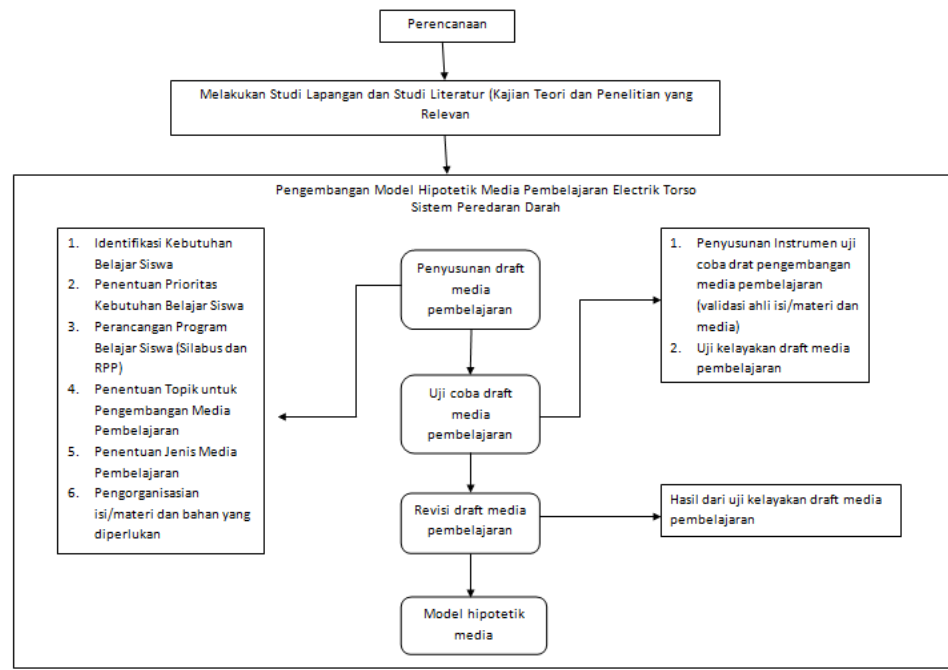 Perencanaan
Melakukan Studi Lapangan dan Studi Literatur (Kajian Teori dan Penelitian yang
Relevan
Pengembangan Model Hipotetik Media Pembelajaran Electrik Torso
Sistem Peredaran Darah
1. Identifikasi Kebutuhan
Belajar Siswa
2. Penentuan Prioritas
Kebutuhan Belajar Siswa
3. Perancangan Program
Belajar Siswa (Silabus dan
RPP)
4. Penentuan Topik untuk
Pengembangan Media
Pembelajaran
5. Penentuan Jenis Media
Pembelajaran
6. Pengorganisasian
isi/materi dan bahan yang
diperlukan
Penyusunan draft
media
pembelajaran
Uji coba draft
media
pembelajaran
Revisi draft media
pembelajaran
Model hipotetik
media
1. Penyusunan Instrumen uji
coba drat pengembangan
media pembelajaran
(validasi ahli isi/materi dan
media)
2. Uji kelayakan draft media
pembelajaran
Hasil dari uji kelayakan draft media
pembelajaran